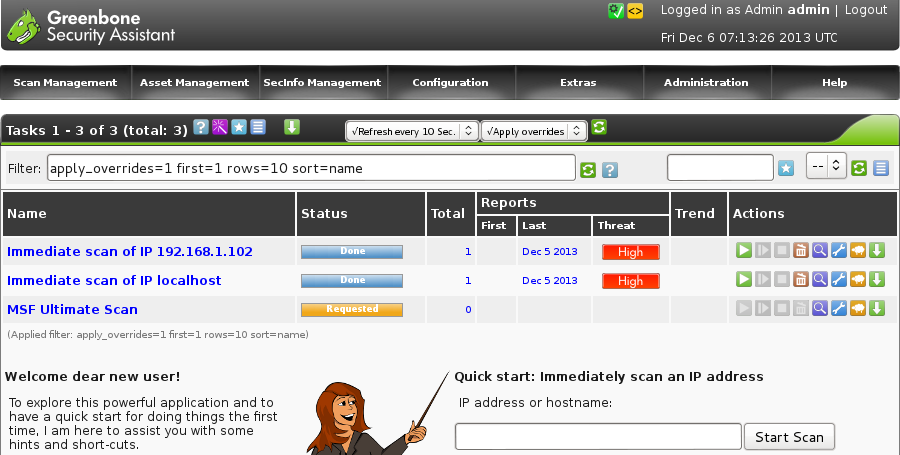 Greenbone
Security Assistant
Logged in as Admin admin | Logout
Fri Dec 6 07:13:26 2013 UTC
Scan Management Asset Management SecInfo Management Configuration Extras Administration Help
Tasks 1 - 3 of 3 (total: 3) ? √Refresh every 10 Sec. √Apply overrides
Filter: apply_overrides=1 first=1 rows=10 sort=name ? --
Name Status Total Reports Trend Actions
First Last Threat
Immediate scan of IP 192.168.1.102 Done 1 Dec 5 2013 High
Immediate scan of IP localhost Done 1 Dec 5 2013 High
MSF Ultimate Scan Requested 0
(Applied filter: apply_overrides=1 first=1 rows=10 sort=name)
Welcome dear new user!
To explore this powerful application and to
have a quick start for doing things the first
time, I am here to assist you with some
hints and short-cuts.
Quick start: Immediately scan an IP address
IP address or hostname:
Start Scan